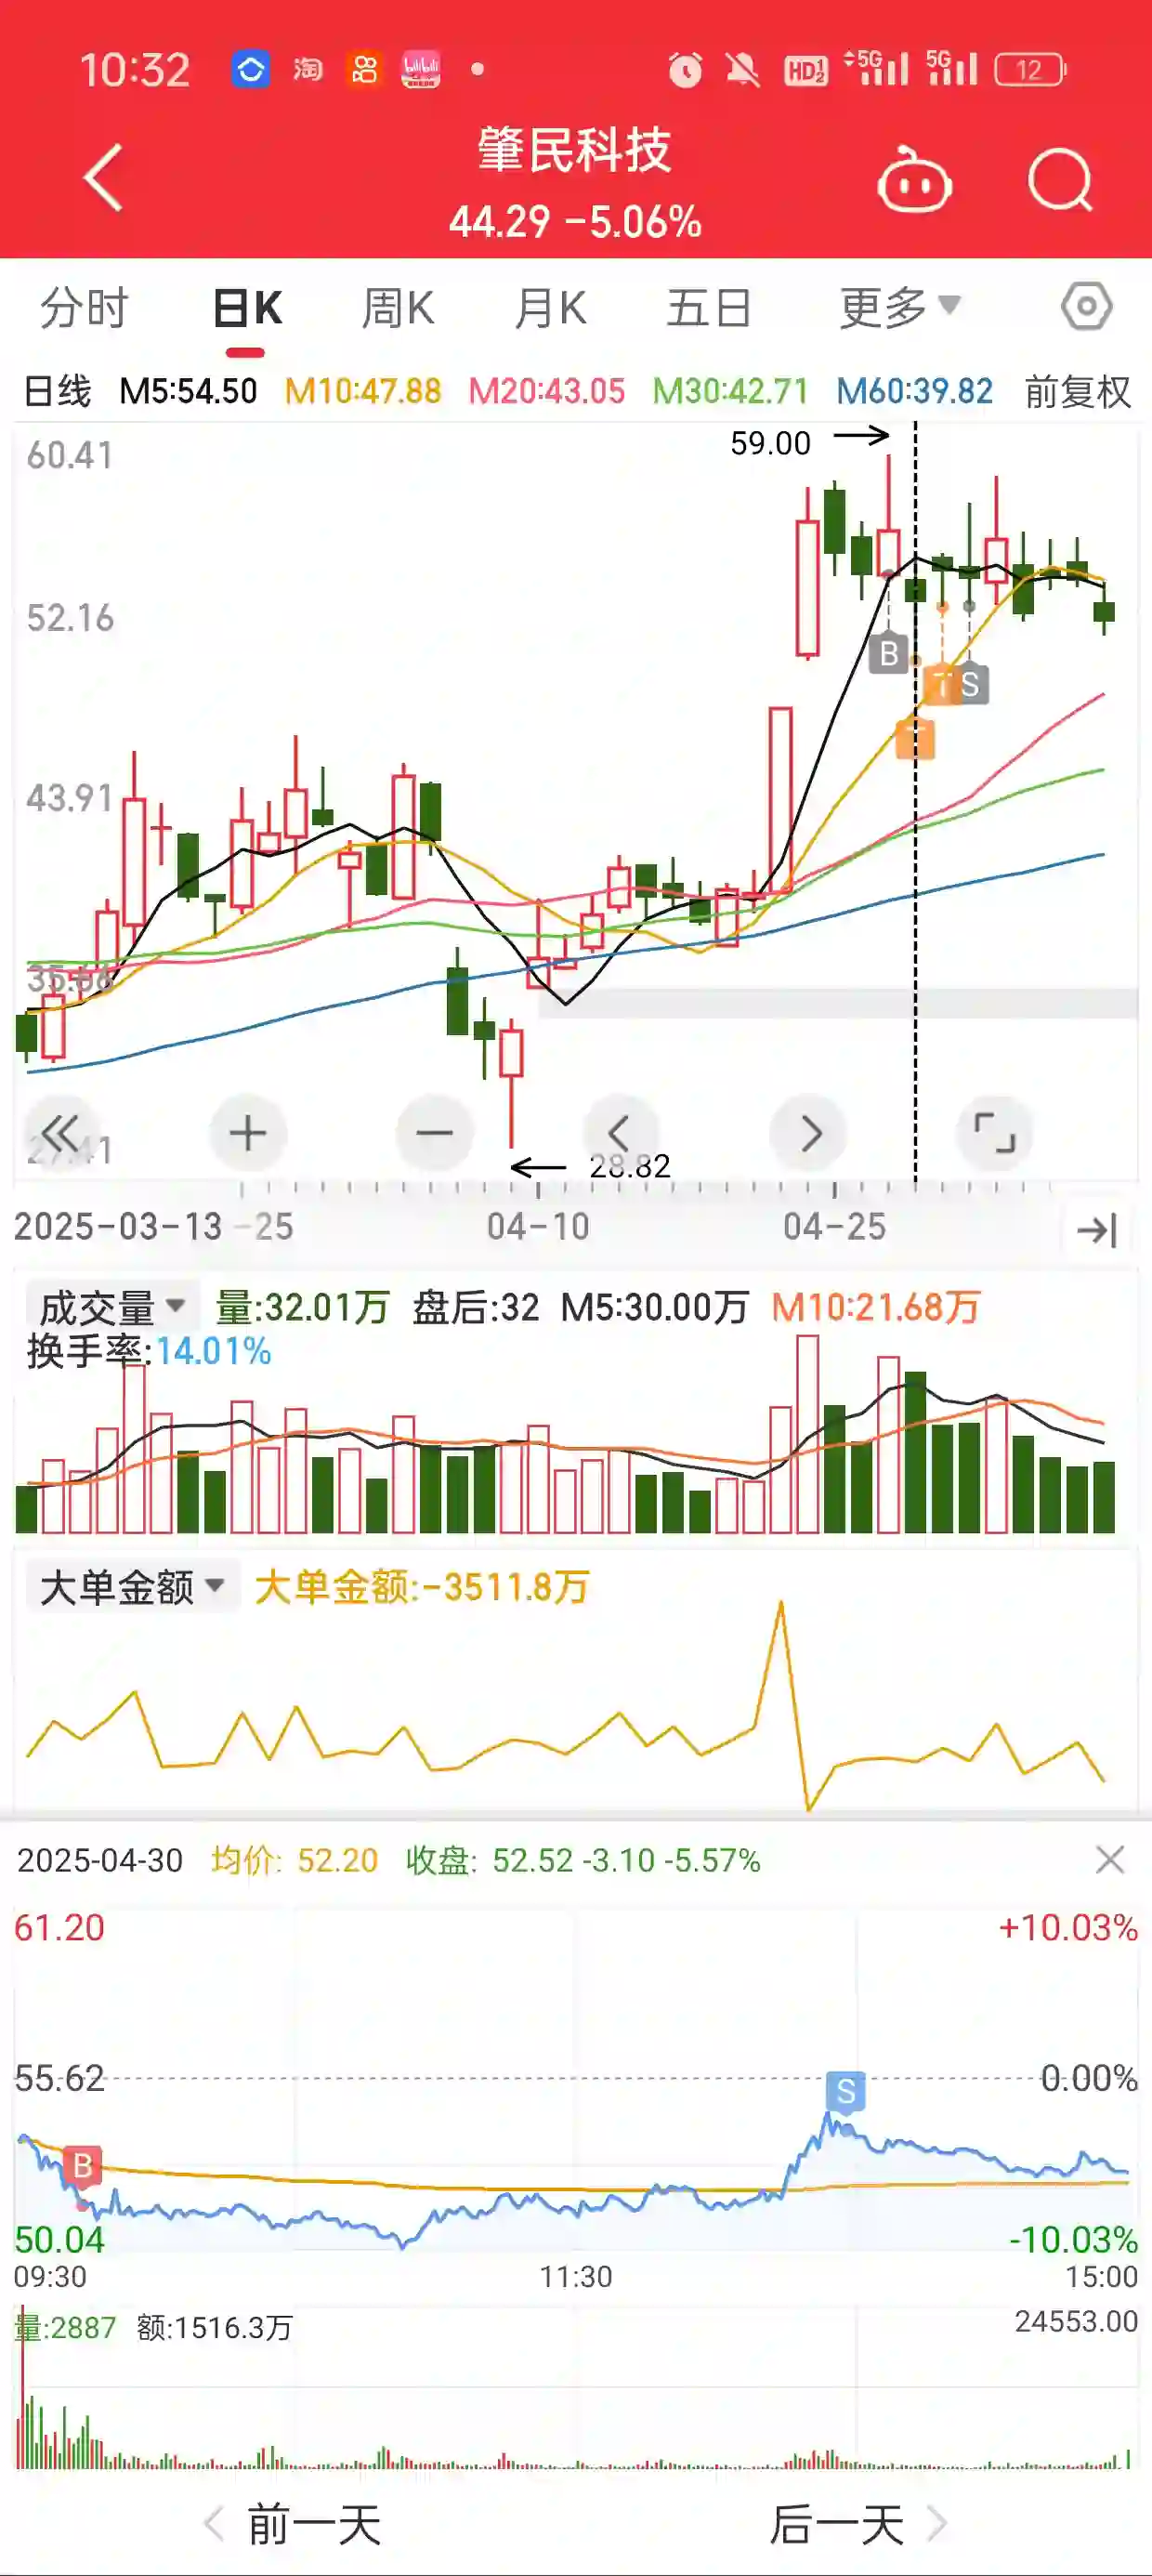 10:32 淘 bilibili HD1 2 5G 5G 12
肇民科技
44.29 -5.06%
分时 日K 周K 月K 五日 更多
日线 M5:54.50 M10:47.88 M20:43.05 M30:42.71 M60:39.82 前复权
60.41
59.00
52.16
B
T S
T
43.91
35.66
27.41
28.82
2025-03-13 -25 04-10 04-25
成交量 量:32.01万 盘后:32 M5:30.00万 M10:21.68万
换手率:14.01%
大单金额 大单金额:-3511.8万
2025-04-30 均价: 52.20 收盘: 52.52 -3.10 -5.57%
61.20 +10.03%
55.62 0.00%
S
B
50.04 -10.03%
09:30 11:30 15:00
量:2887 额:1516.3万 24553.00
前一天 后一天